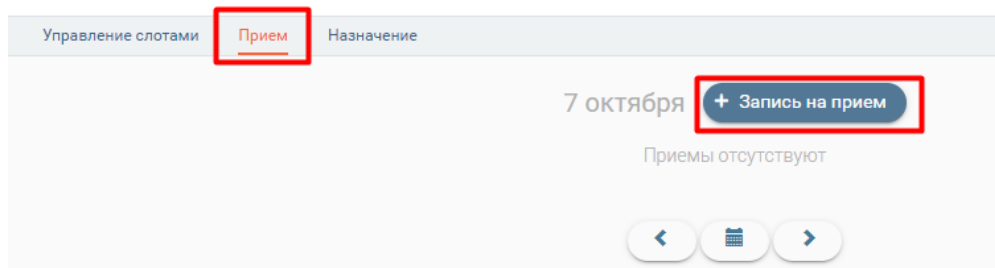 Управление слотами Прием Назначение
7 октября + Запись на прием
Приемы отсутствуют